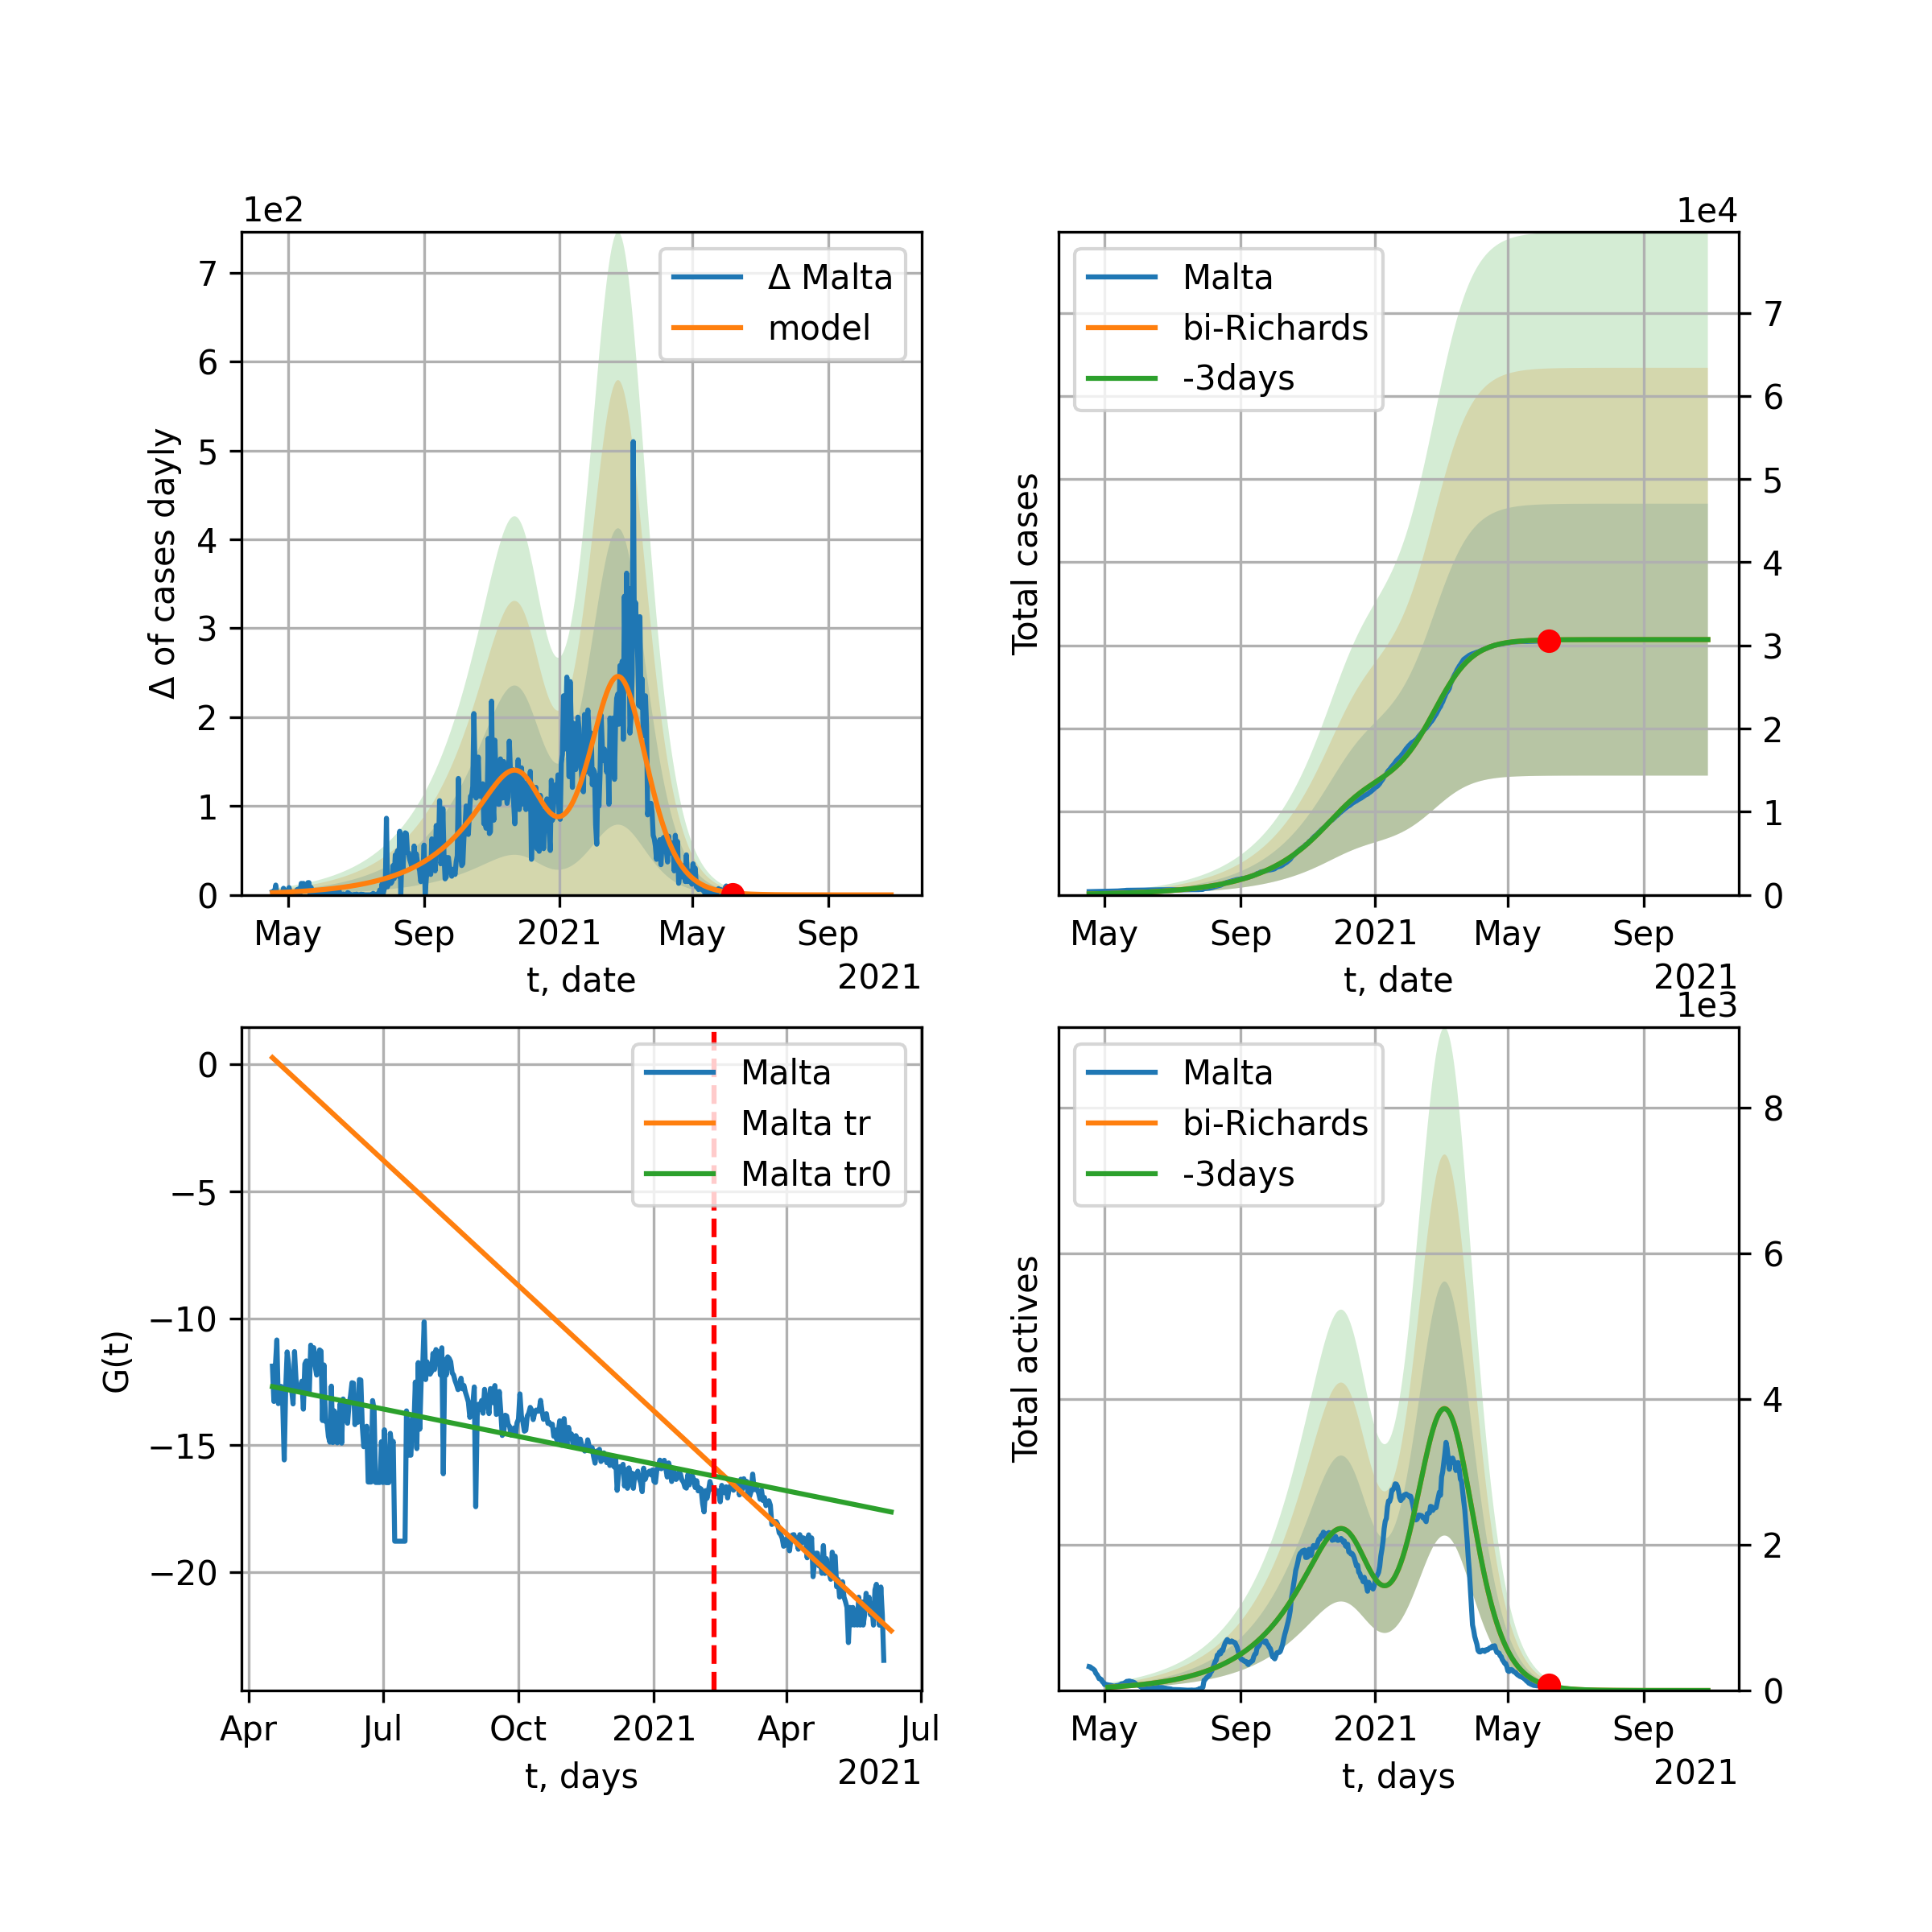 1e2
Δ of cases dayly
7
6
5
4
3
2
1
0
Δ Malta
model
May Sep 2021 May Sep
t, date
2021
1e4
Total cases
Malta
bi-Richards
-3days
7
6
5
4
3
2
1
0
May Sep 2021 May Sep
t, date
2021
G(t)
0
−5
−10
−15
−20
Malta
Malta tr
Malta tr0
Apr Jul Oct 2021 Apr Jul
t, days
2021
1e3
Total actives
Malta
bi-Richards
-3days
8
6
4
2
0
May Sep 2021 May Sep
t, days
2021